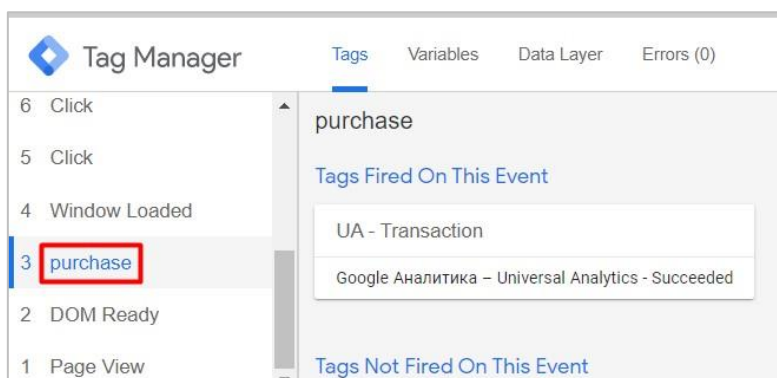 Tag Manager
Tags Variables Data Layer Errors (0)
6 Click
5 Click
4 Window Loaded
3 purchase
2 DOM Ready
1 Page View
purchase
Tags Fired On This Event
UA - Transaction
Google Аналитика – Universal Analytics - Succeeded
Tags Not Fired On This Event